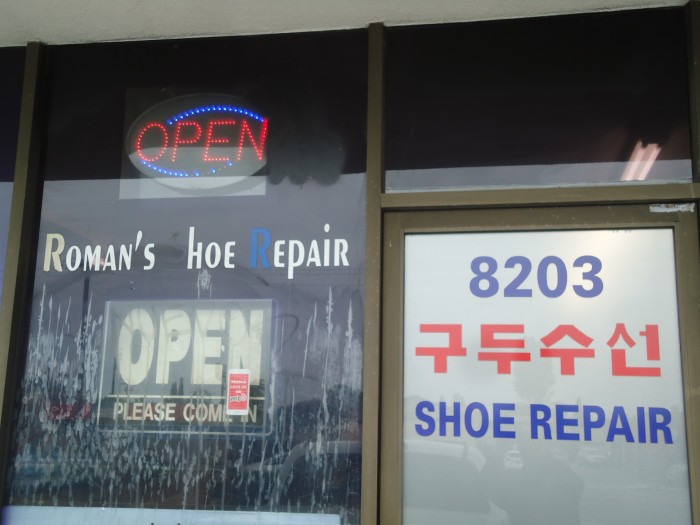 OPEN
ROMAN'S HOE REPAIR
OPEN
PLEASE COME IN
8203
구두수선
SHOE REPAIR